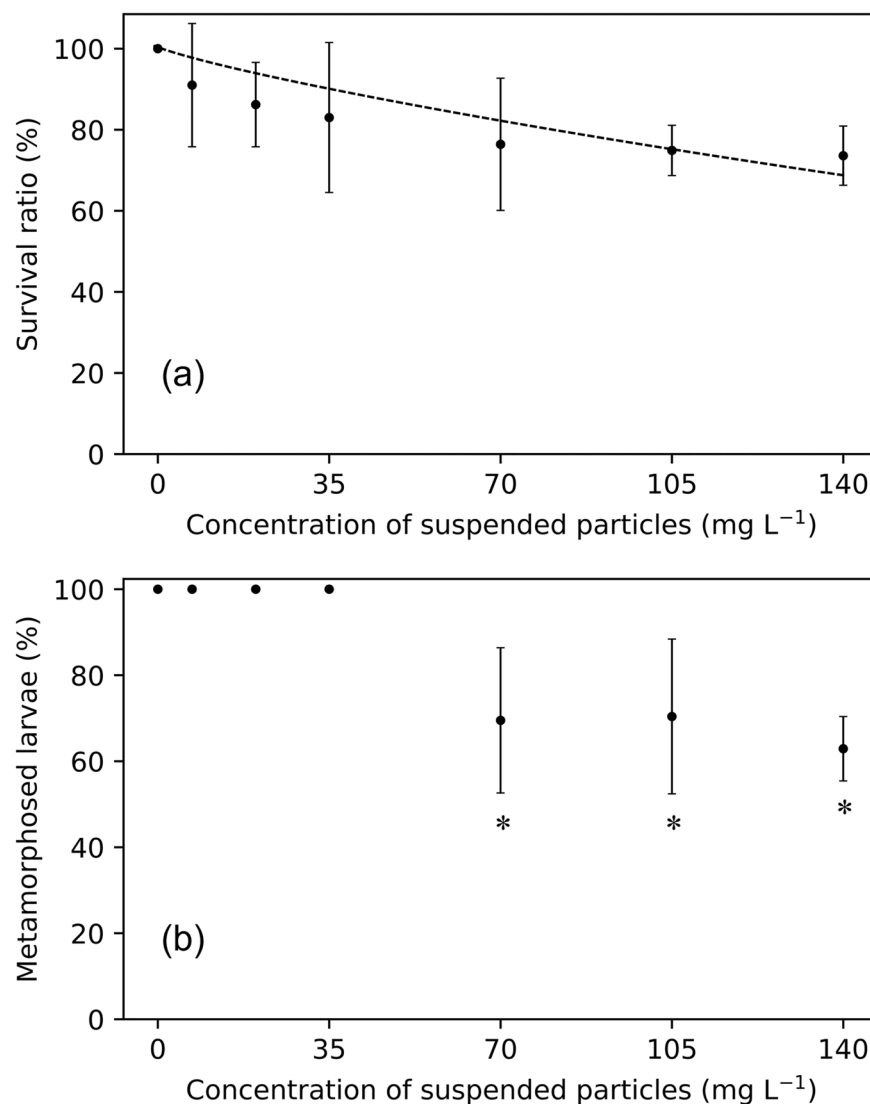 Survival ratio (%)
100
80
60
40
20
0
(a)
0 35 70 105 140
Concentration of suspended particles (mg L⁻¹)
Metamorphosed larvae (%)
100
80
60
40
20
0
* * *
(b)
0 35 70 105 140
Concentration of suspended particles (mg L⁻¹)